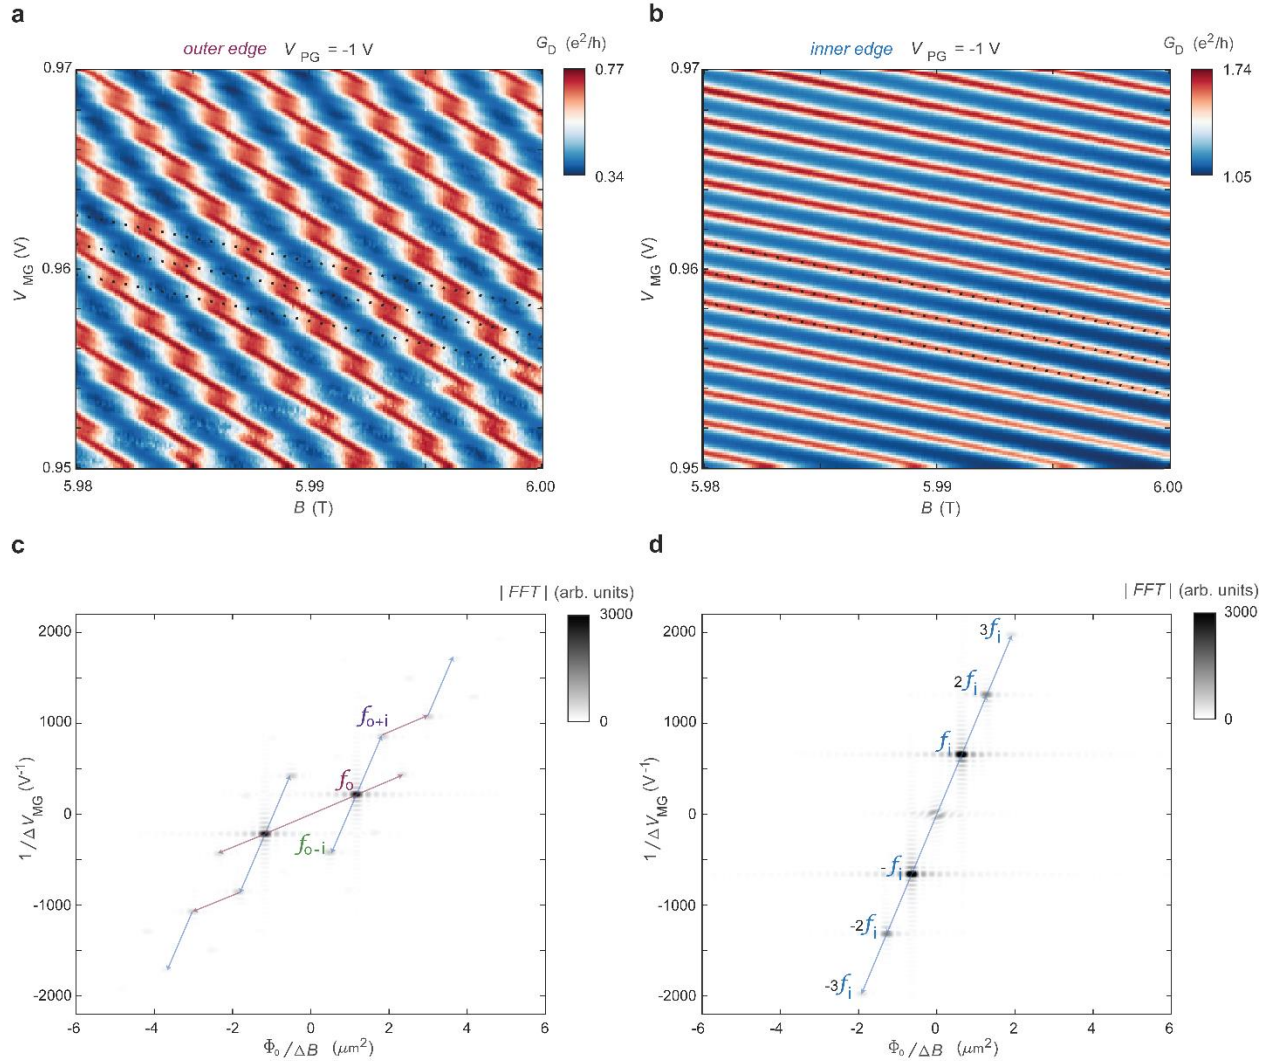 a
outer edge V PG = -1 V
G D (e²/h)
0.77
0.34
0.97
0.96
0.95
V MG (V)
5.98 5.99 6.00
B (T)
b
inner edge V PG = -1 V
G D (e²/h)
1.74
1.05
0.97
0.96
0.95
V MG (V)
5.98 5.99 6.00
B (T)
c
| FFT | (arb. units)
3000
0
2000
1000
0
-1000
-2000
1/ΔV MG (V⁻¹)
f o+i
f o
f o-i
-6 -4 -2 0 2 4 6
Φ₀/ΔB (μm²)
d
| FFT | (arb. units)
3000
0
2000
1000
0
-1000
-2000
1/ΔV MG (V⁻¹)
3f i
2f i
f i
-f i
-2f i
-3f i
-6 -4 -2 0 2 4 6
Φ₀/ΔB (μm²)